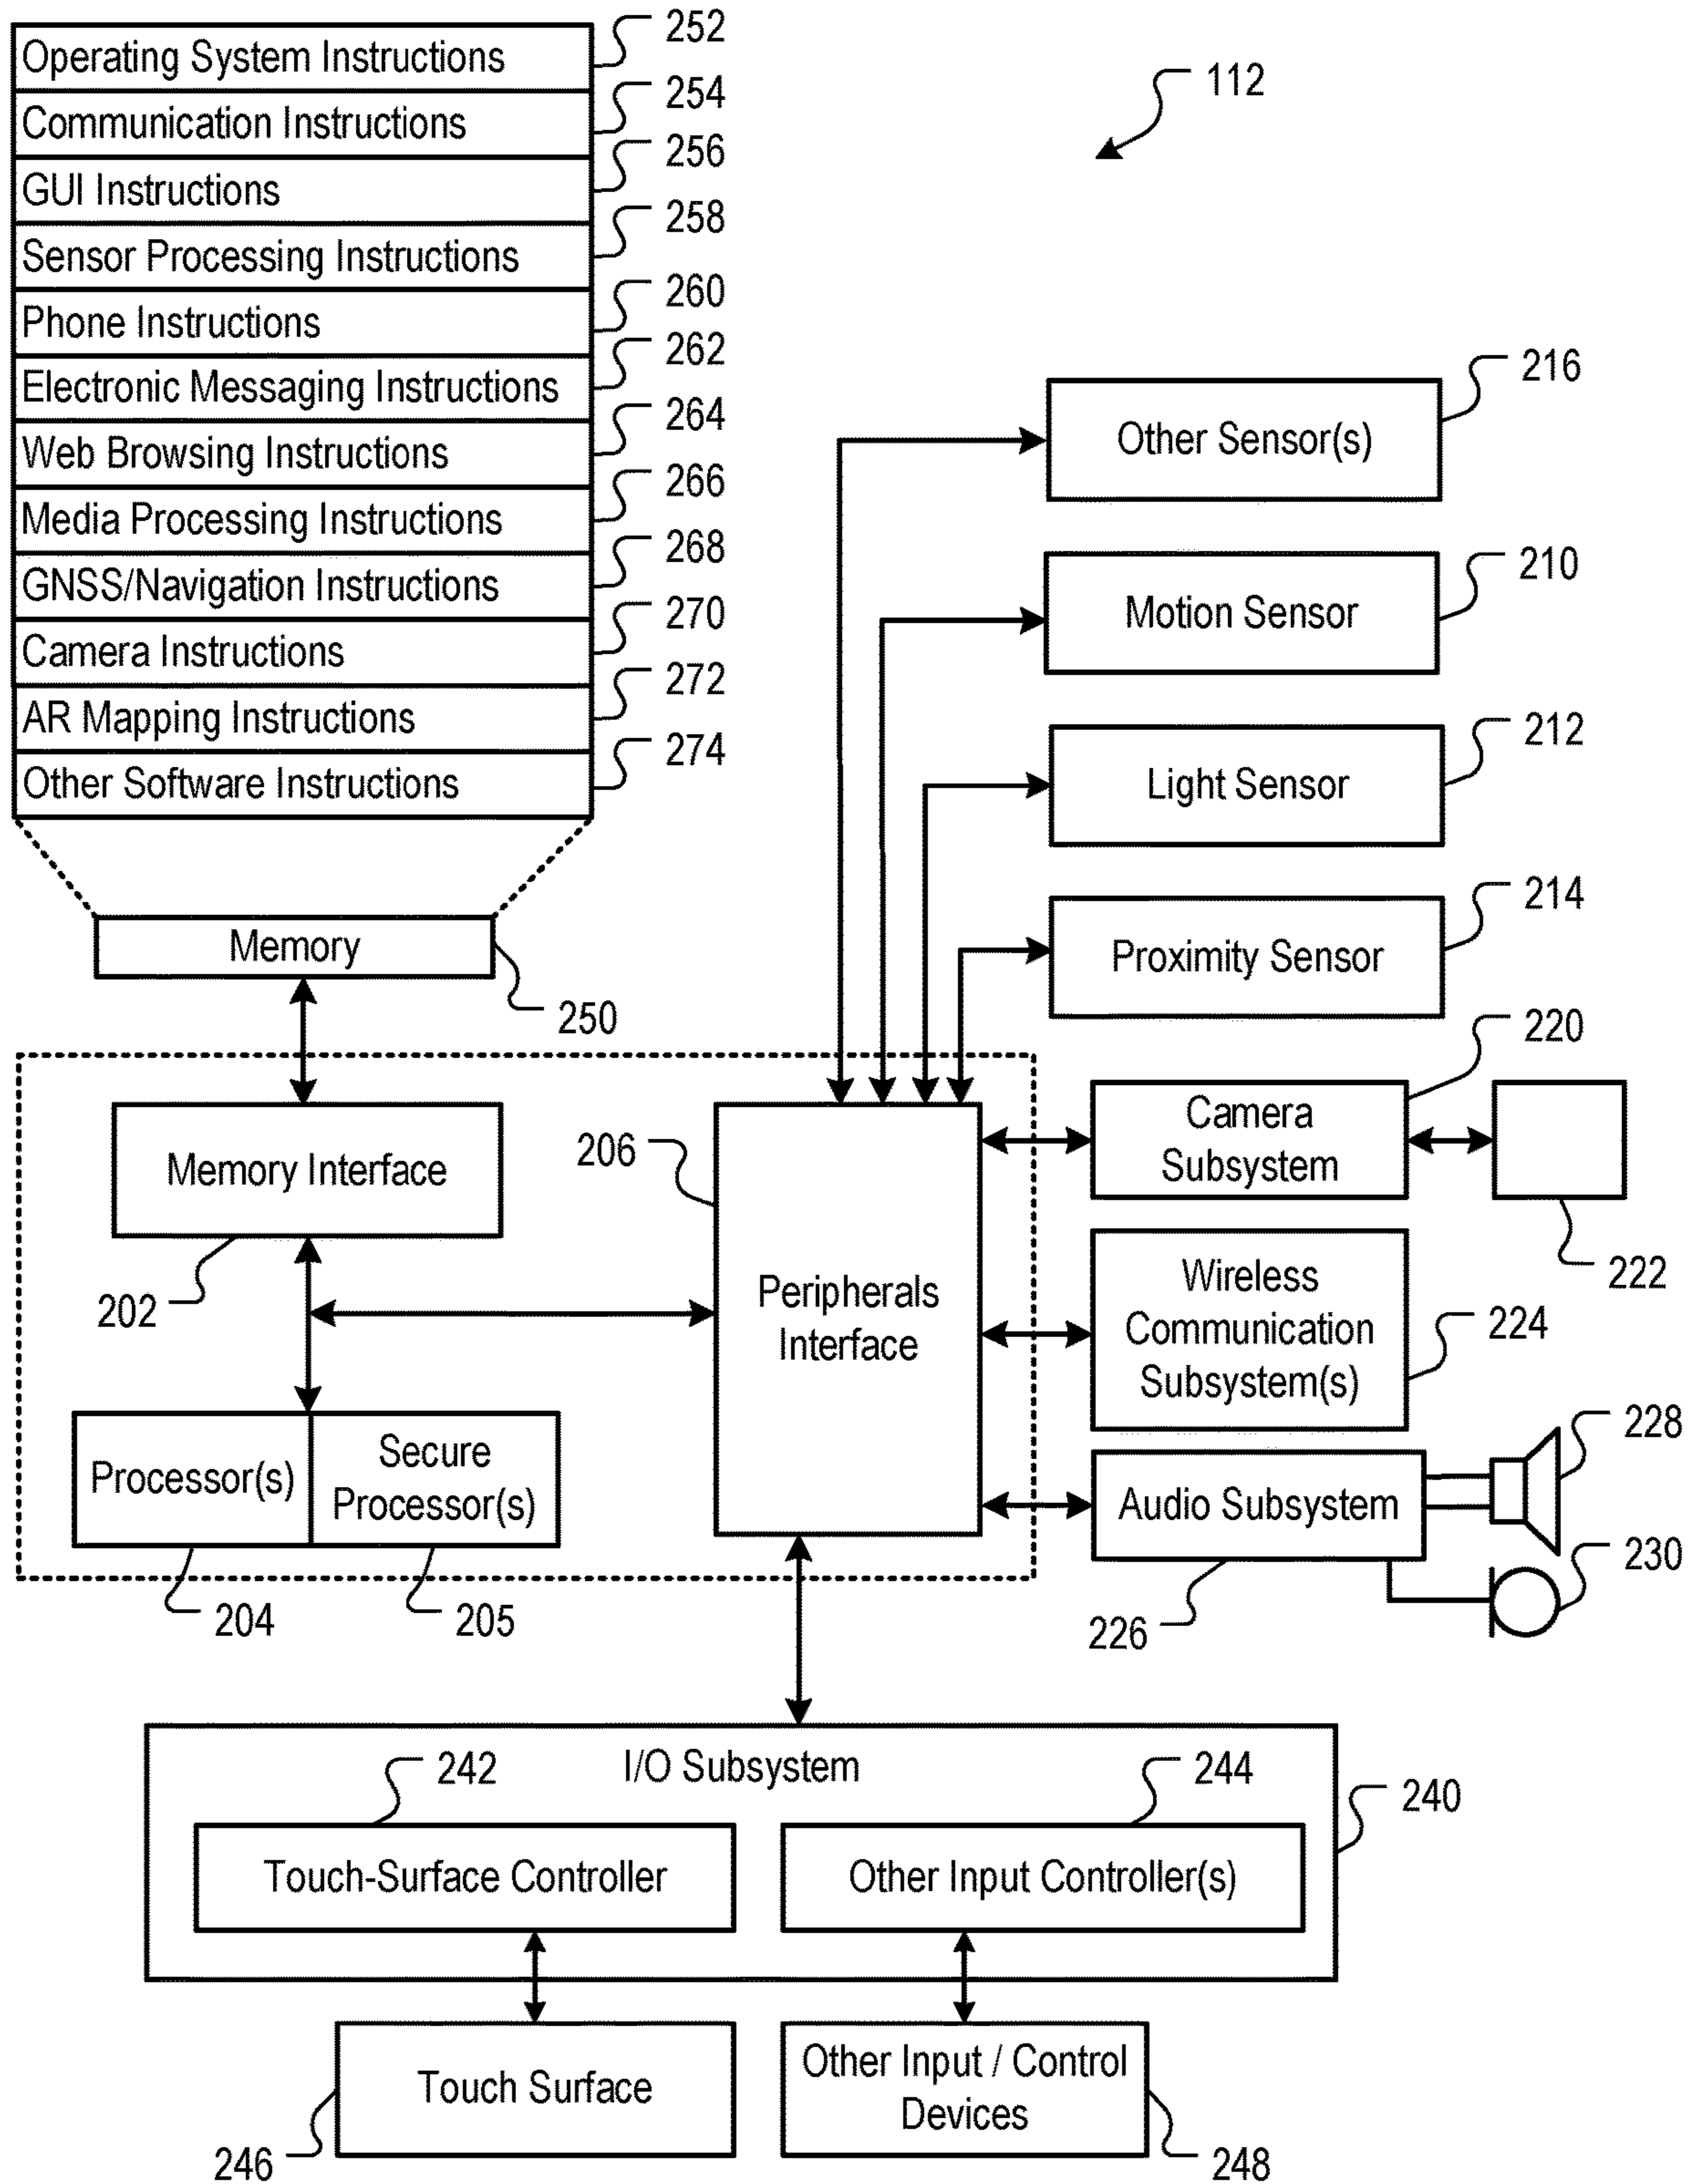 252
Operating System Instructions
254
Communication Instructions
256
GUI Instructions
258
Sensor Processing Instructions
260
Phone Instructions
262
Electronic Messaging Instructions
264
Web Browsing Instructions
266
Media Processing Instructions
268
GNSS/Navigation Instructions
270
Camera Instructions
272
AR Mapping Instructions
274
Other Software Instructions
Memory
250
112
216
Other Sensor(s)
210
Motion Sensor
212
Light Sensor
214
Proximity Sensor
220
Camera
Subsystem
222
Memory Interface
202
206
Peripherals
Interface
Wireless
Communication
Subsystem(s)
224
Processor(s)
Secure
Processor(s)
204
205
Audio Subsystem
228
230
226
I/O Subsystem
242
244
240
Touch-Surface Controller
Other Input Controller(s)
Touch Surface
Other Input / Control
Devices
246
248